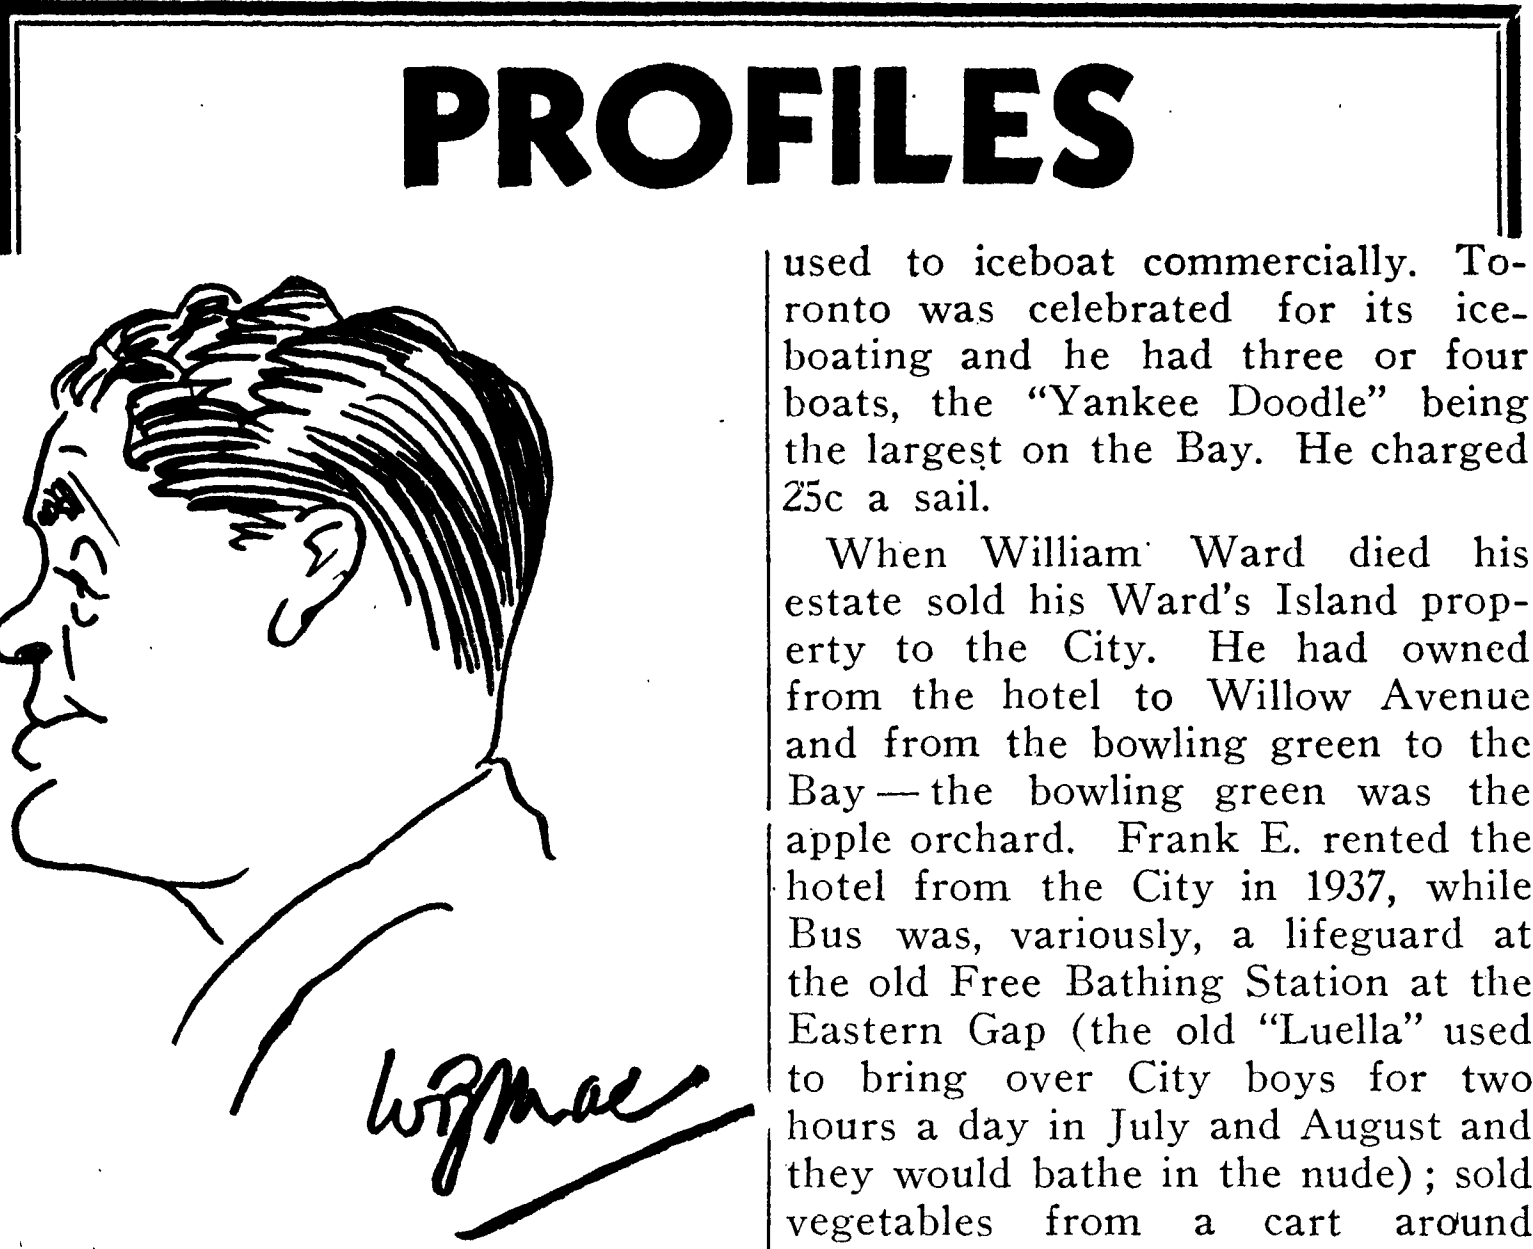 PROFILES
used to iceboat commercially. To-
ronto was celebrated for its ice-
boating and he had three or four
boats, the “Yankee Doodle” being
the largest on the Bay. He charged
25c a sail.
When William Ward died his
estate sold his Ward's Island prop-
erty to the City. He had owned
from the hotel to Willow Avenue
and from the bowling green to the
Bay — the bowling green was the
apple orchard. Frank E. rented the
hotel from the City in 1937, while
Bus was, variously, a lifeguard at
the old Free Bathing Station at the
Eastern Gap (the old “Luella” used
to bring over City boys for two
hours a day in July and August and
they would bathe in the nude) ; sold
vegetables from a cart around